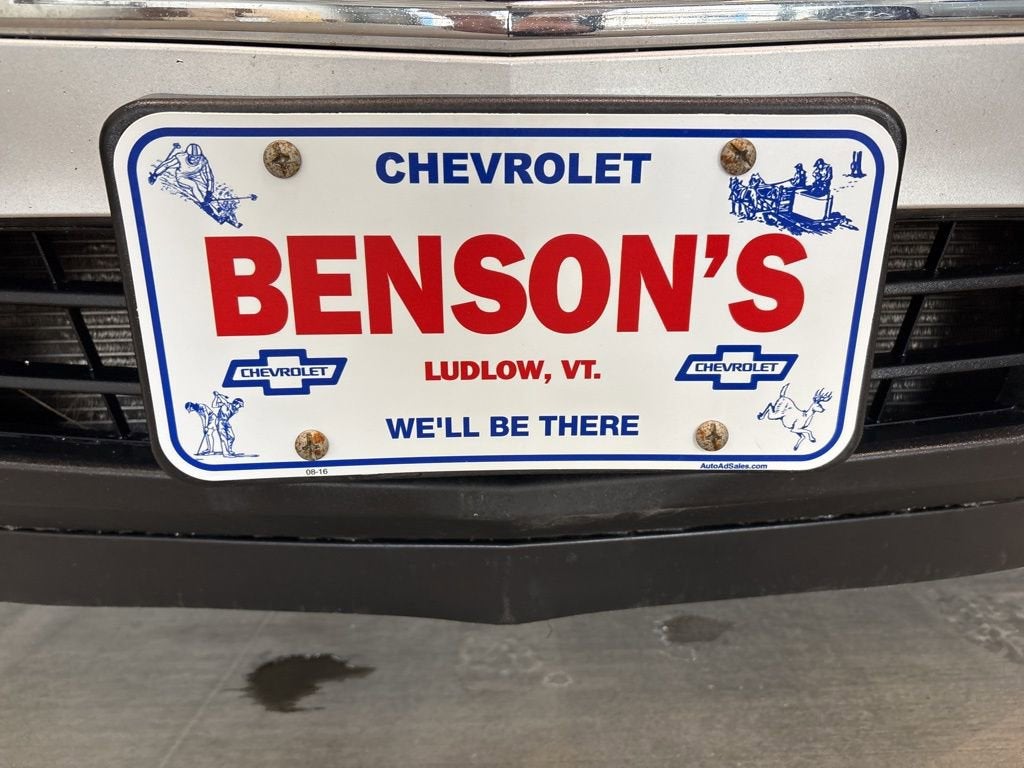 CHEVROLET
BENSON'S
CHEVROLET
LUDLOW, VT.
CHEVROLET
WE'LL BE THERE
08-16
AutoAdSales.com